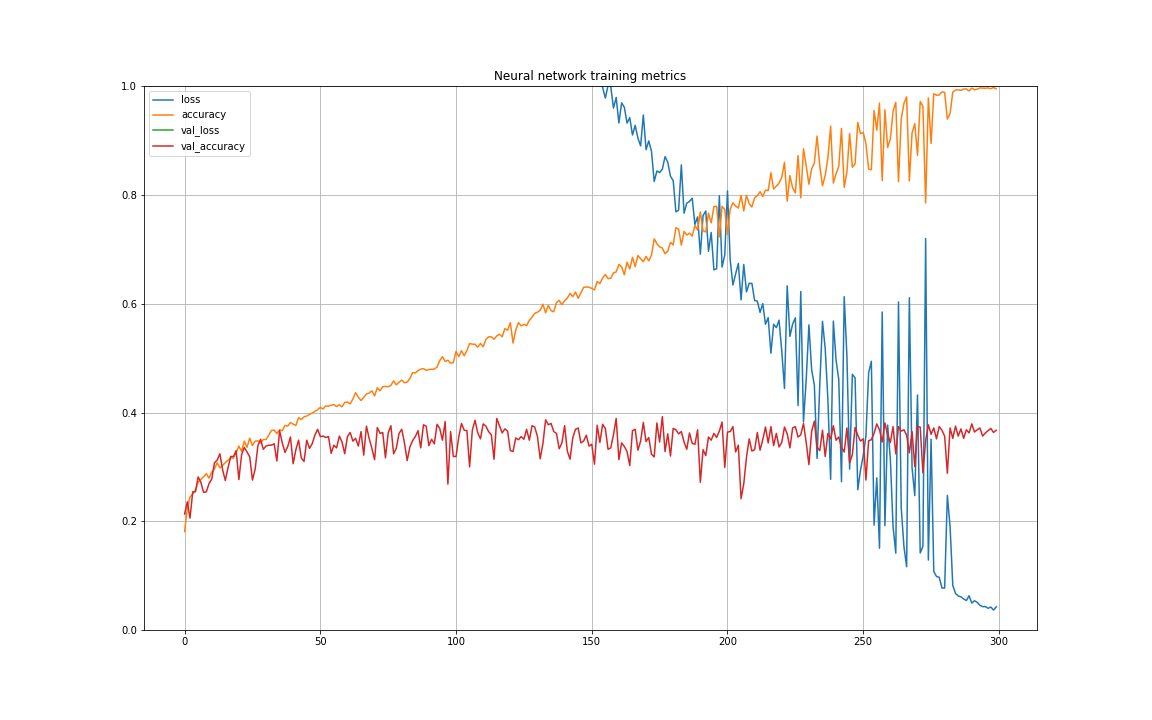 Neural network training metrics
1.0
loss
accuracy
val_loss
val_accuracy
0.8
0.6
0.4
0.2
0.0
0 50 100 150 200 250 300